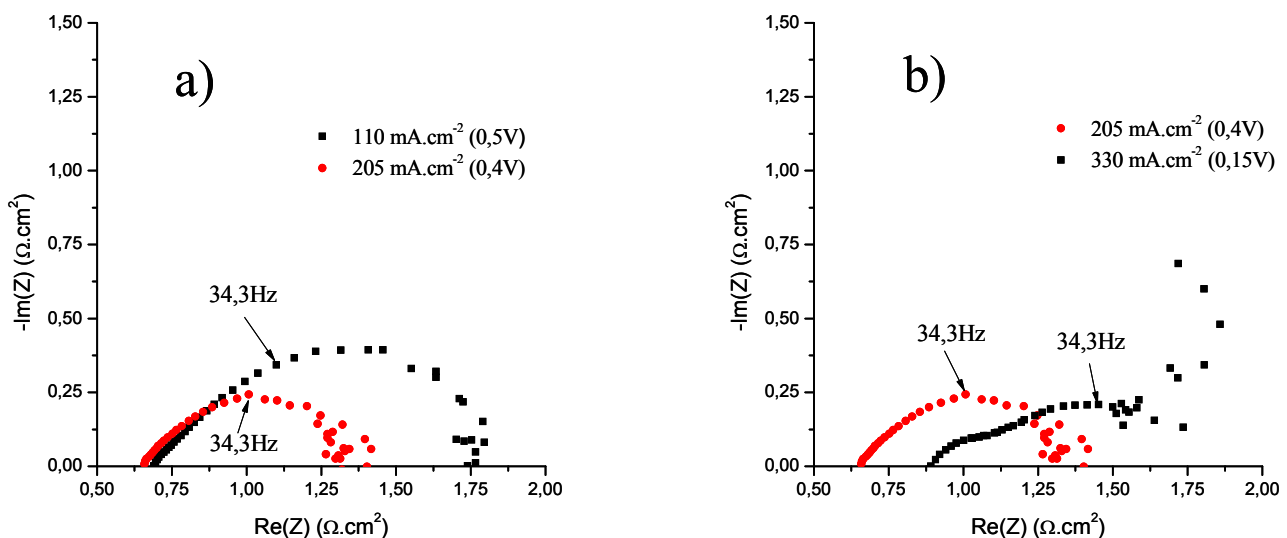 a)
110 mA.cm⁻² (0,5V)
205 mA.cm⁻² (0,4V)
34,3Hz
34,3Hz
1,50
1,25
1,00
0,75
0,50
0,25
0,00
-Im(Z) (Ω.cm²)
0,50 0,75 1,00 1,25 1,50 1,75 2,00
Re(Z) (Ω.cm²)
b)
205 mA.cm⁻² (0,4V)
330 mA.cm⁻² (0,15V)
34,3Hz
34,3Hz
1,50
1,25
1,00
0,75
0,50
0,25
0,00
-Im(Z) (Ω.cm²)
0,50 0,75 1,00 1,25 1,50 1,75 2,00
Re(Z) (Ω.cm²)